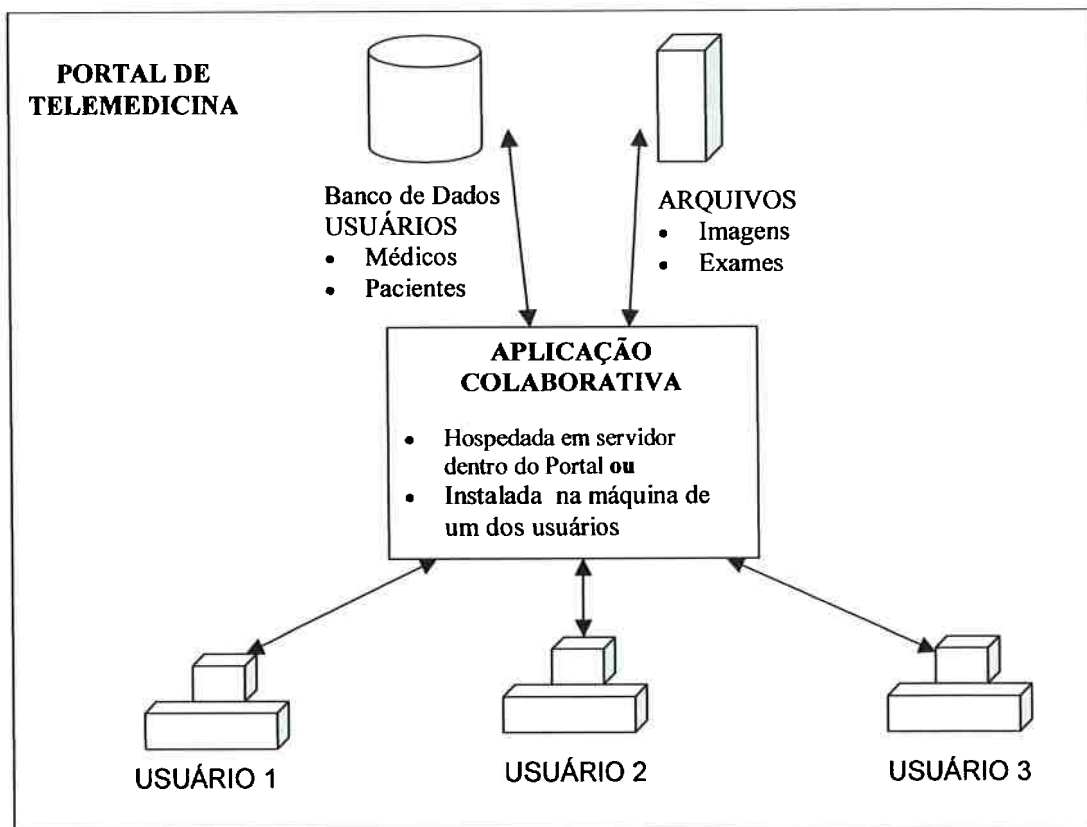 PORTAL DE
TELEMEDICINA
Banco de Dados
USUÁRIOS
• Médicos
• Pacientes
ARQUIVOS
• Imagens
• Exames
APLICAÇÃO
COLABORATIVA
• Hospedada em servidor
dentro do Portal ou
• Instalada na máquina de
um dos usuários
USUÁRIO 1
USUÁRIO 2
USUÁRIO 3